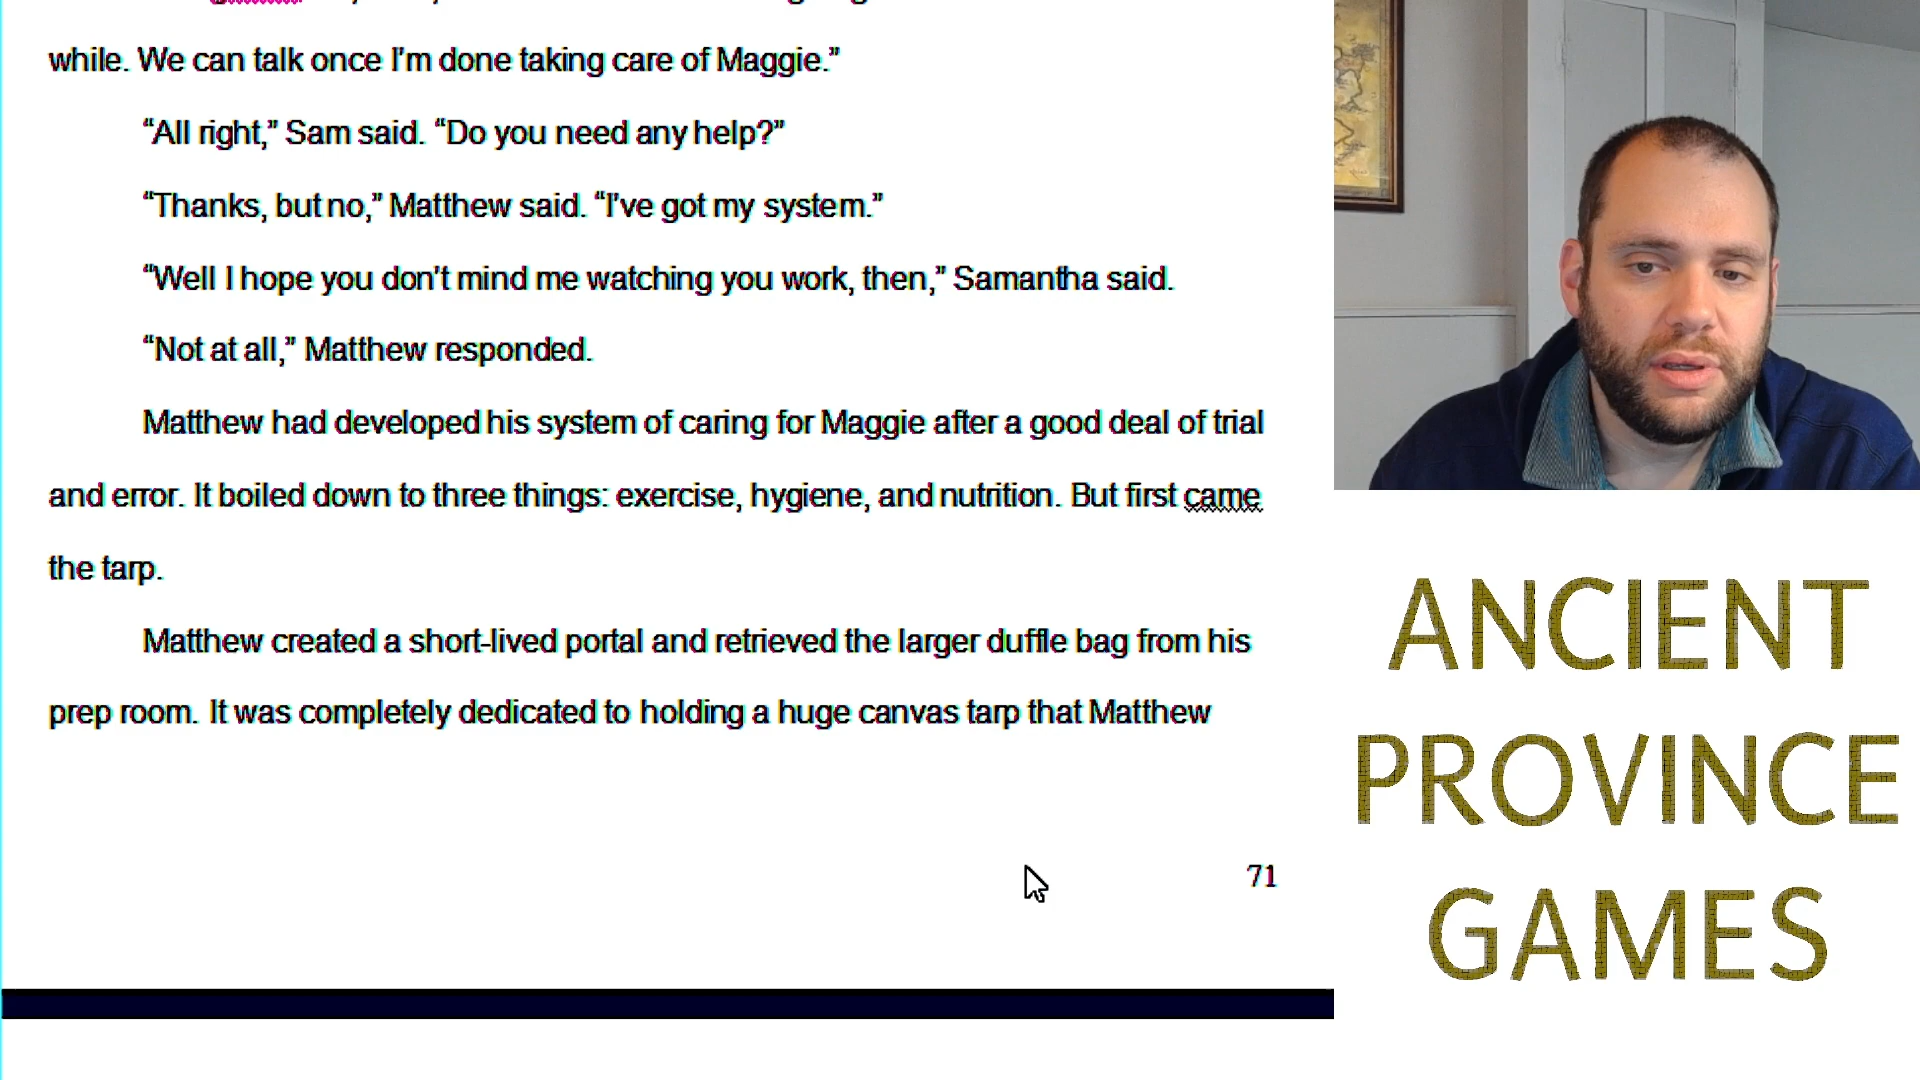 while. We can talk once I'm done taking care of Maggie.”
“All right,” Sam said. “Do you need any help?”
“Thanks, but no,” Matthew said. “I've got my system.”
“Well I hope you don't mind me watching you work, then,” Samantha said.
“Not at all,” Matthew responded.
Matthew had developed his system of caring for Maggie after a good deal of trial
and error. It boiled down to three things: exercise, hygiene, and nutrition. But first came
the tarp.
Matthew created a short-lived portal and retrieved the larger duffle bag from his
prep room. It was completely dedicated to holding a huge canvas tarp that Matthew
71
ANCIENT
PROVINCE
GAMES